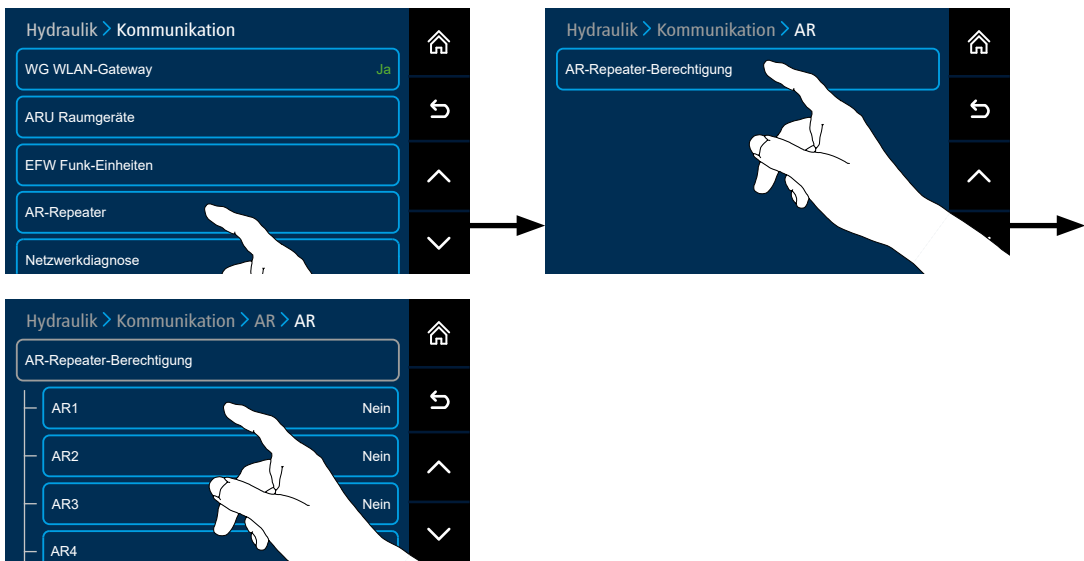 Hydraulik > Kommunikation
WG WLAN-Gateway Ja
ARU Raumgeräte
EFW Funk-Einheiten
AR-Repeater
Netzwerkdiagnose
Hydraulik > Kommunikation > AR
AR-Repeater-Berechtigung
Hydraulik > Kommunikation > AR > AR
AR-Repeater-Berechtigung
AR1 Nein
AR2 Nein
AR3 Nein
AR4